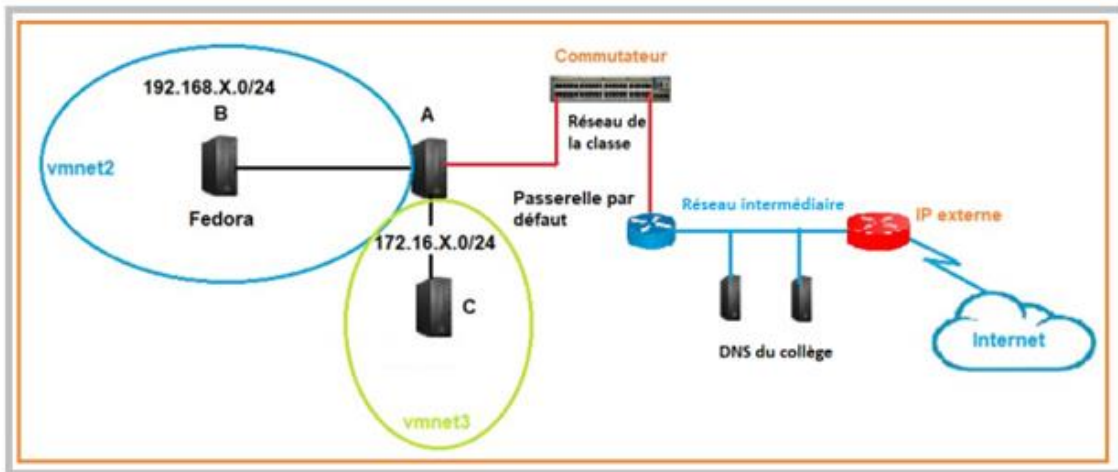 192.168.X.0/24
B
A
vmnet2
Fedora
172.16.X.0/24
C
vmnet3
Commutateur
Réseau de
la classe
Passerelle par
défaut
Réseau intermédiaire
IP externe
DNS du collège
Internet